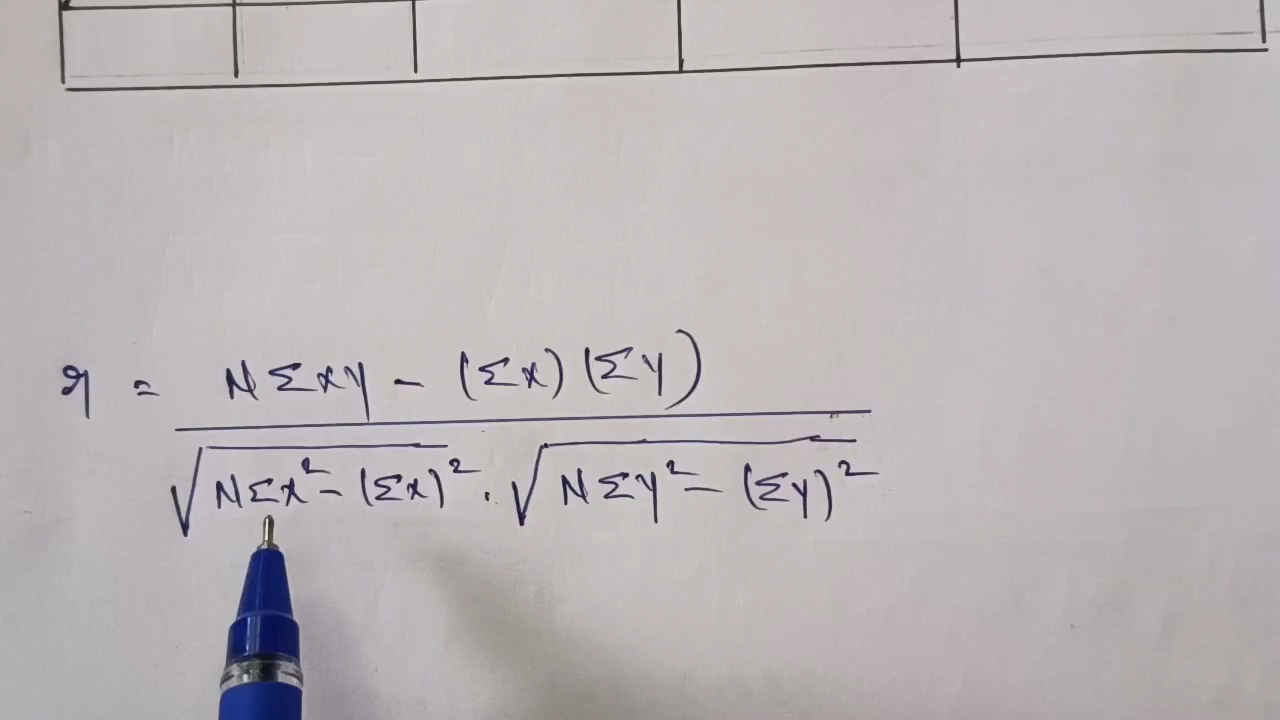 r = NΣxy - (Σx)(Σy)
√NΣx² - (Σx)² · √NΣy² - (Σy)²